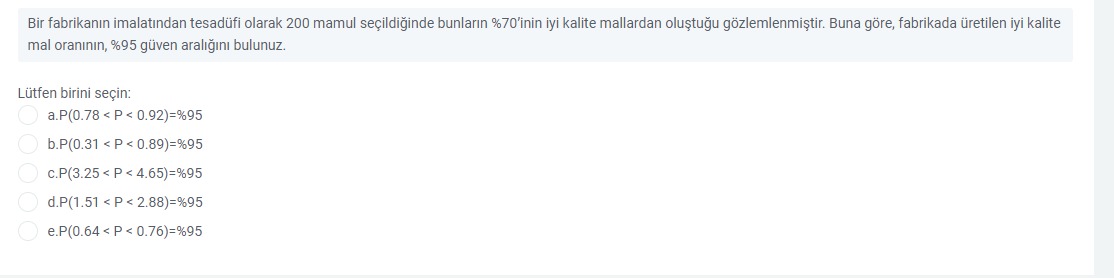 Bir fabrikanın imalatından tesadüfi olarak 200 mamul seçildiğinde bunların %70'inin iyi kalite mallardan oluştuğu gözlemlenmiştir. Buna göre, fabrikada üretilen iyi kalite
mal oranının, %95 güven aralığını bulunuz.
Lütfen birini seçin:
a.P(0.78 < P < 0.92)=%95
b.P(0.31 < P < 0.89)=%95
c.P(3.25 < P < 4.65)=%95
d.P(1.51 < P < 2.88)=%95
e.P(0.64 < P < 0.76)=%95